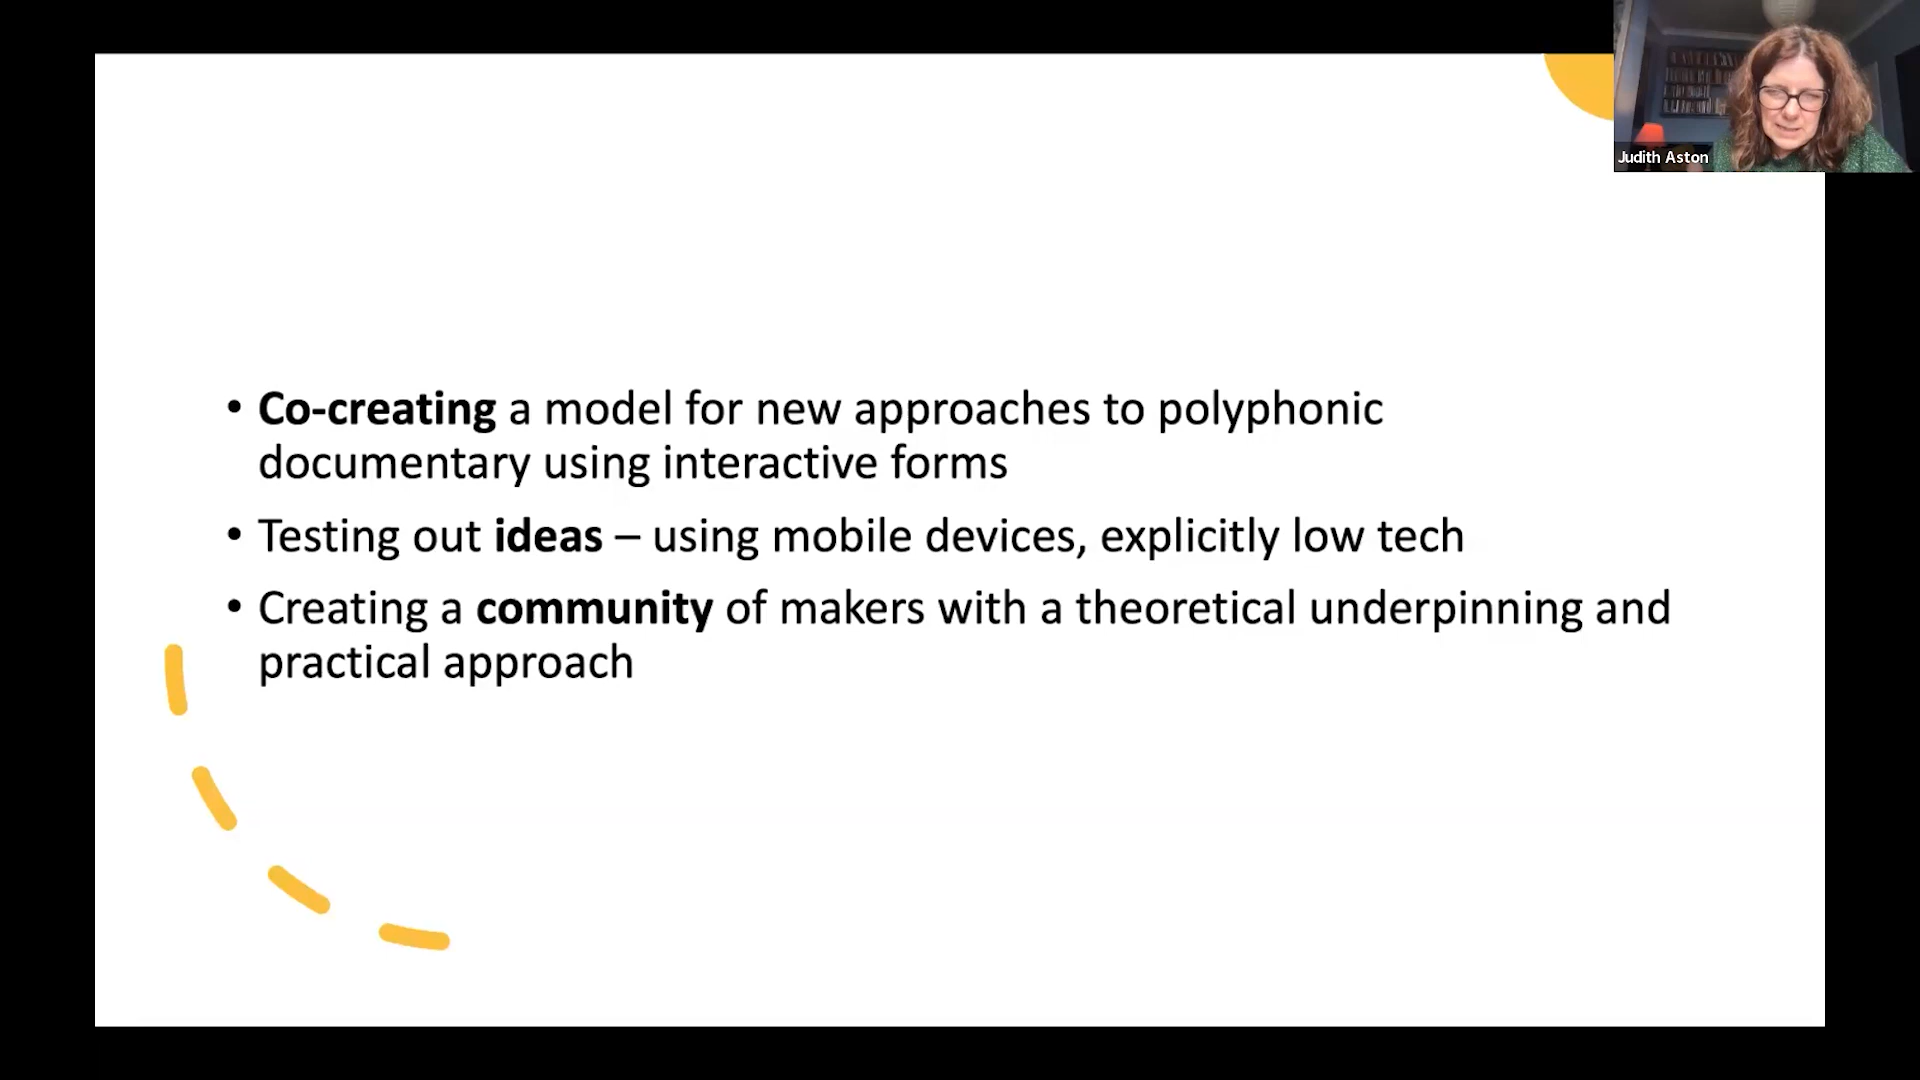 Judith Aston
• Co-creating a model for new approaches to polyphonic
documentary using interactive forms
• Testing out ideas – using mobile devices, explicitly low tech
• Creating a community of makers with a theoretical underpinning and
practical approach